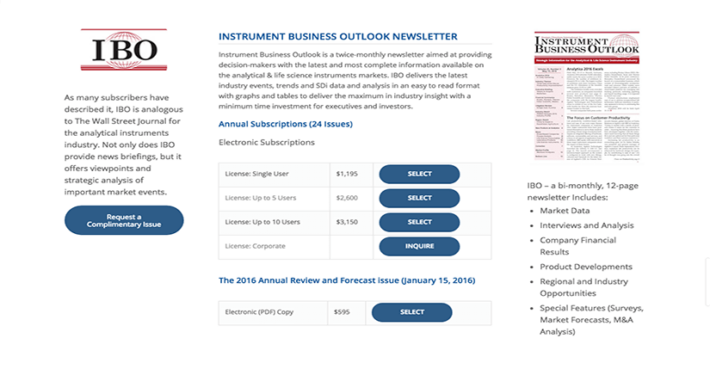 IBO
As many subscribers have
described it, IBO is analogous
to The Wall Street Journal for
the analytical instruments
industry. Not only does IBO
provide news briefings, but it
offers viewpoints and
strategic analysis of
important market events.
Request a
Complimentary Issue
INSTRUMENT BUSINESS OUTLOOK NEWSLETTER
Instrument Business Outlook is a twice-monthly newsletter aimed at providing
decision-makers with the latest and most complete information available on
the analytical & life science instruments markets. IBO delivers the latest
industry events, trends and SDi data and analysis in an easy to read format
with graphs and tables to deliver the maximum in industry insight with a
minimum time investment for executives and investors.
Annual Subscriptions (24 Issues)
Electronic Subscriptions
License: Single User $1,195 SELECT
License: Up to 5 Users $2,600 SELECT
License: Up to 10 Users $3,150 SELECT
License: Corporate INQUIRE
The 2016 Annual Review and Forecast Issue (January 15, 2016)
Electronic (PDF) Copy $595 SELECT
INSTRUMENT
BUSINESS OUTLOOK
IBO – a bi-monthly, 12-page
newsletter Includes:
• Market Data
• Interviews and Analysis
• Company Financial
Results
• Product Developments
• Regional and Industry
Opportunities
• Special Features (Surveys,
Market Forecasts, M&A
Analysis)